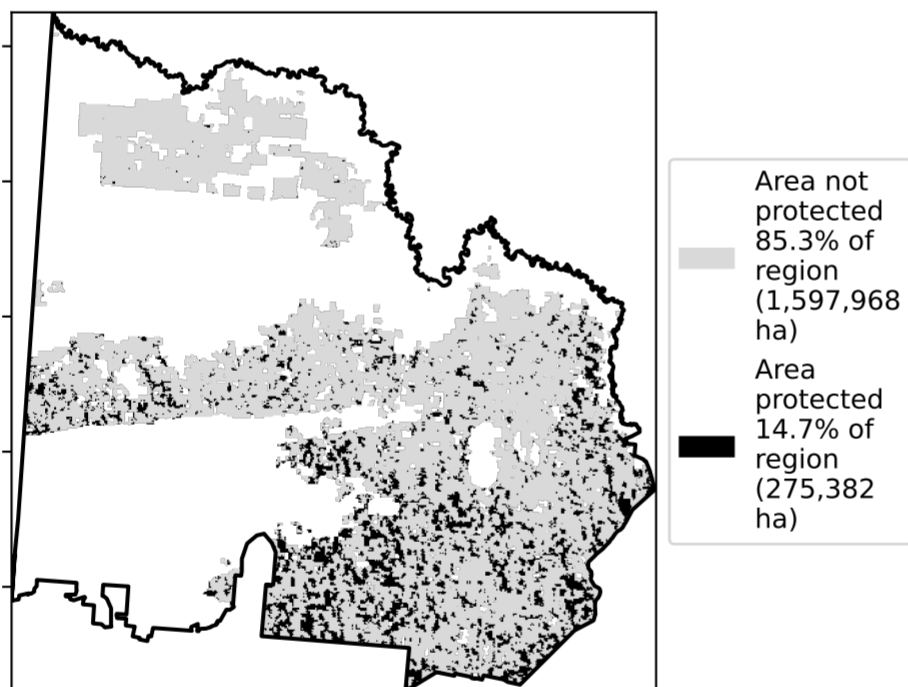 Area not
protected
85.3% of
region
(1,597,968
ha)
Area
protected
14.7% of
region
(275,382
ha)